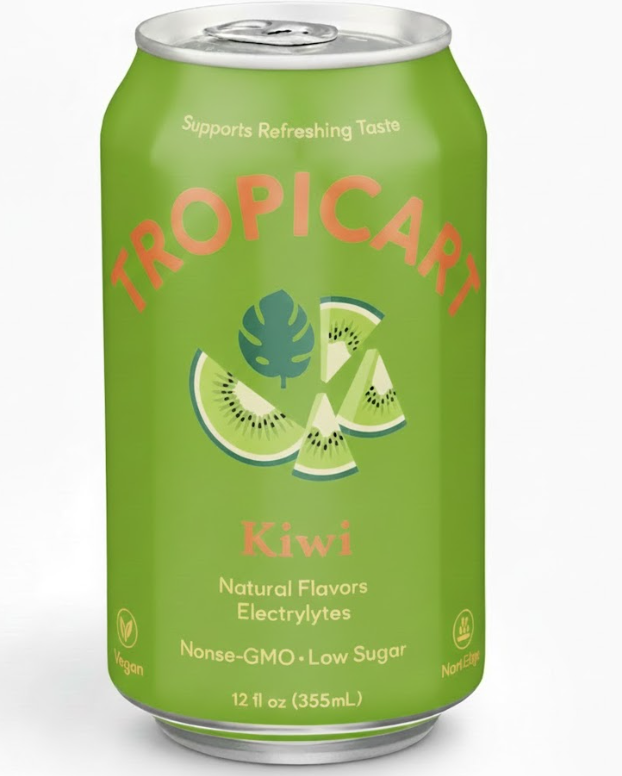 Supports Refreshing Taste
TROPICART
Kiwi
Natural Flavors
Electrylytes
Nonse-GMO • Low Sugar
Vegan
12 fl oz (355mL)